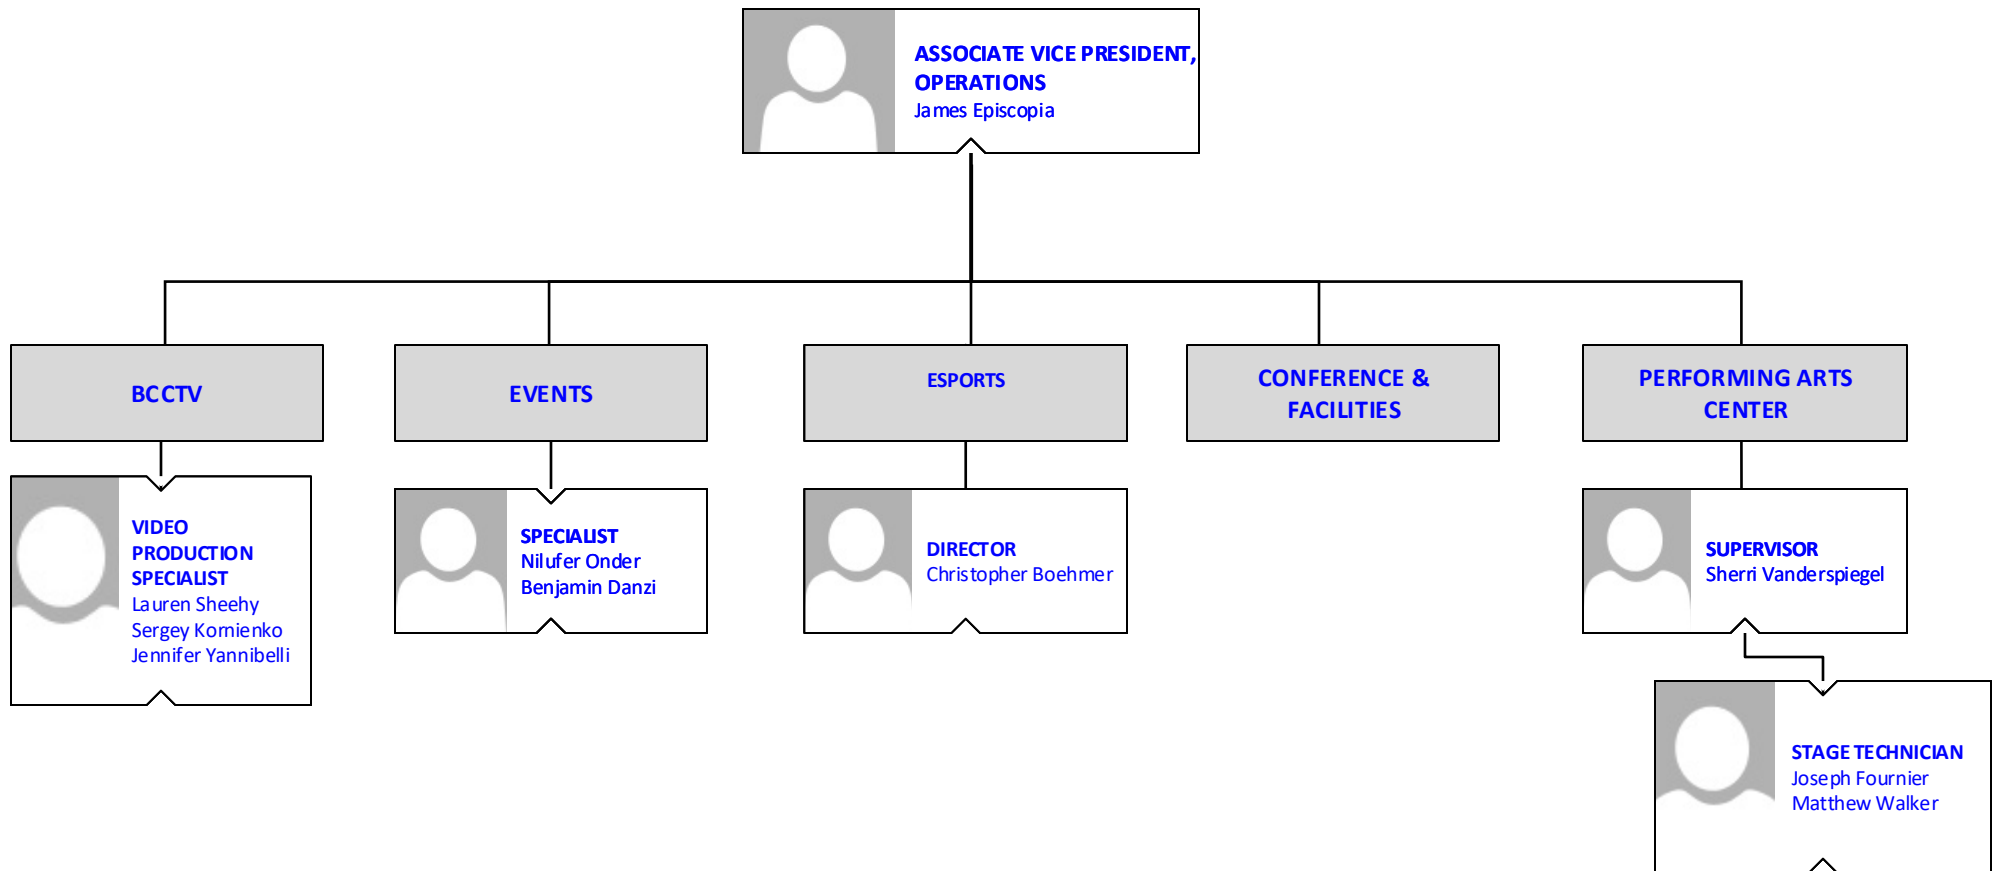 ASSOCIATE VICE PRESIDENT,
OPERATIONS
James Episcopia
BCCTV
EVENTS
ESPORTS
CONFERENCE &
FACILITIES
PERFORMING ARTS
CENTER
VIDEO
PRODUCTION
SPECIALIST
Lauren Sheehy
Sergey Kornienko
Jennifer Yannibelli
SPECIALIST
Nilufer Onder
Benjamin Danzi
DIRECTOR
Christopher Boehmer
SUPERVISOR
Sherri Vanderspiegel
STAGE TECHNICIAN
Joseph Fournier
Matthew Walker